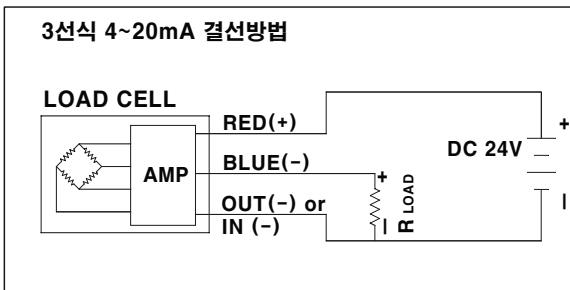 3선식 4~20mA 결선방법
LOAD CELL
RED(+)
BLUE(-)
AMP
OUT(-) or
IN (-)
+
-
R LOAD
DC 24V
+
-